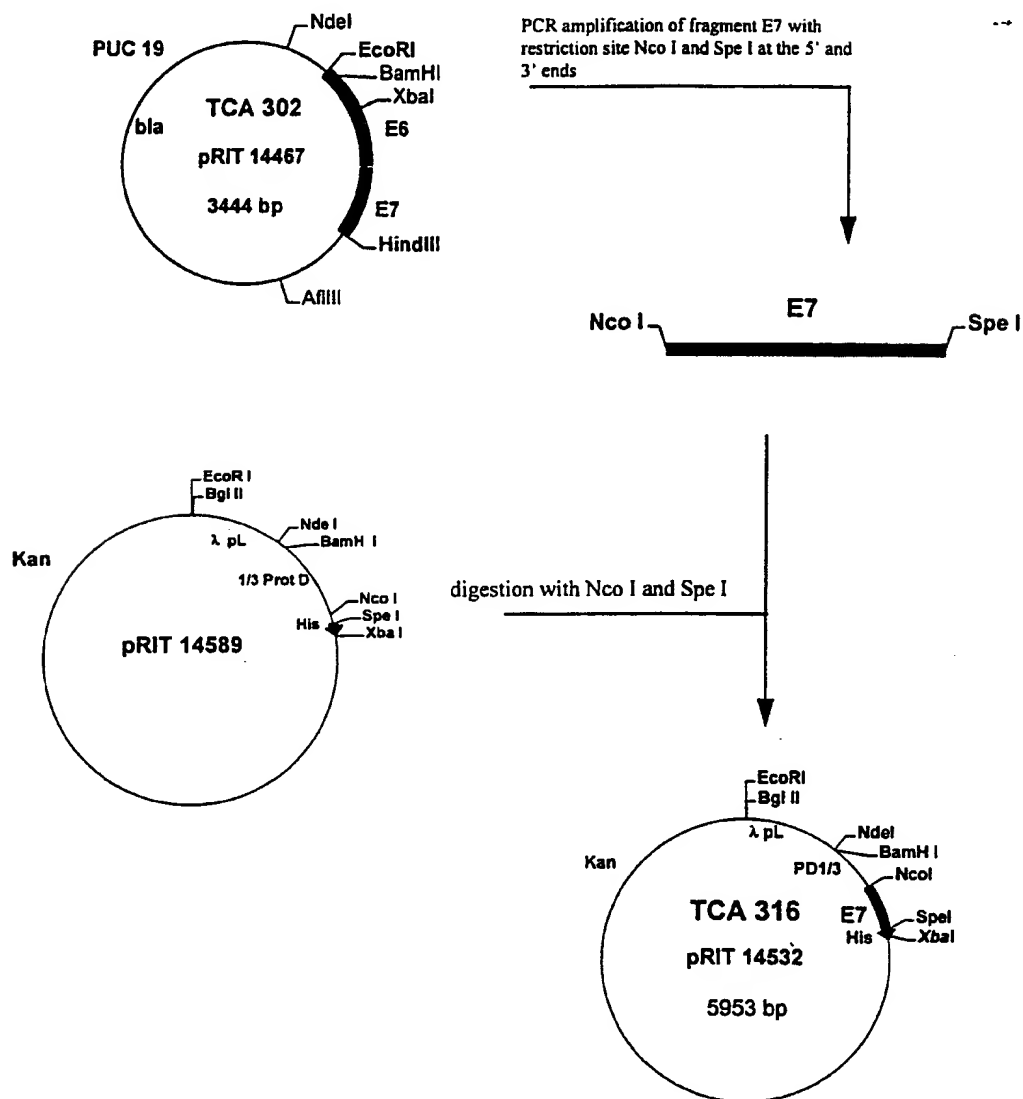 PUC 19
NdeI
EcoRI
BamHI
XbaI
TCA 302
bla
E6
pRIT 14467
3444 bp
E7
HindIII
AflIII
PCR amplification of fragment E7 with
restriction site Nco I and Spe I at the 5' and
3' ends
E7
Nco I
Spe I
EcoR I
Bgl II
Nde I
BamH I
λ pL
Kan
1/3 Prot D
Nco I
Spe I
His
Xba I
pRIT 14589
digestion with Nco I and Spe I
EcoRI
Bgl II
λ pL
NdeI
BamH I
Kan
PD1/3
NcoI
TCA 316
E7
SpeI
His
XbaI
pRIT 14532
5953 bp